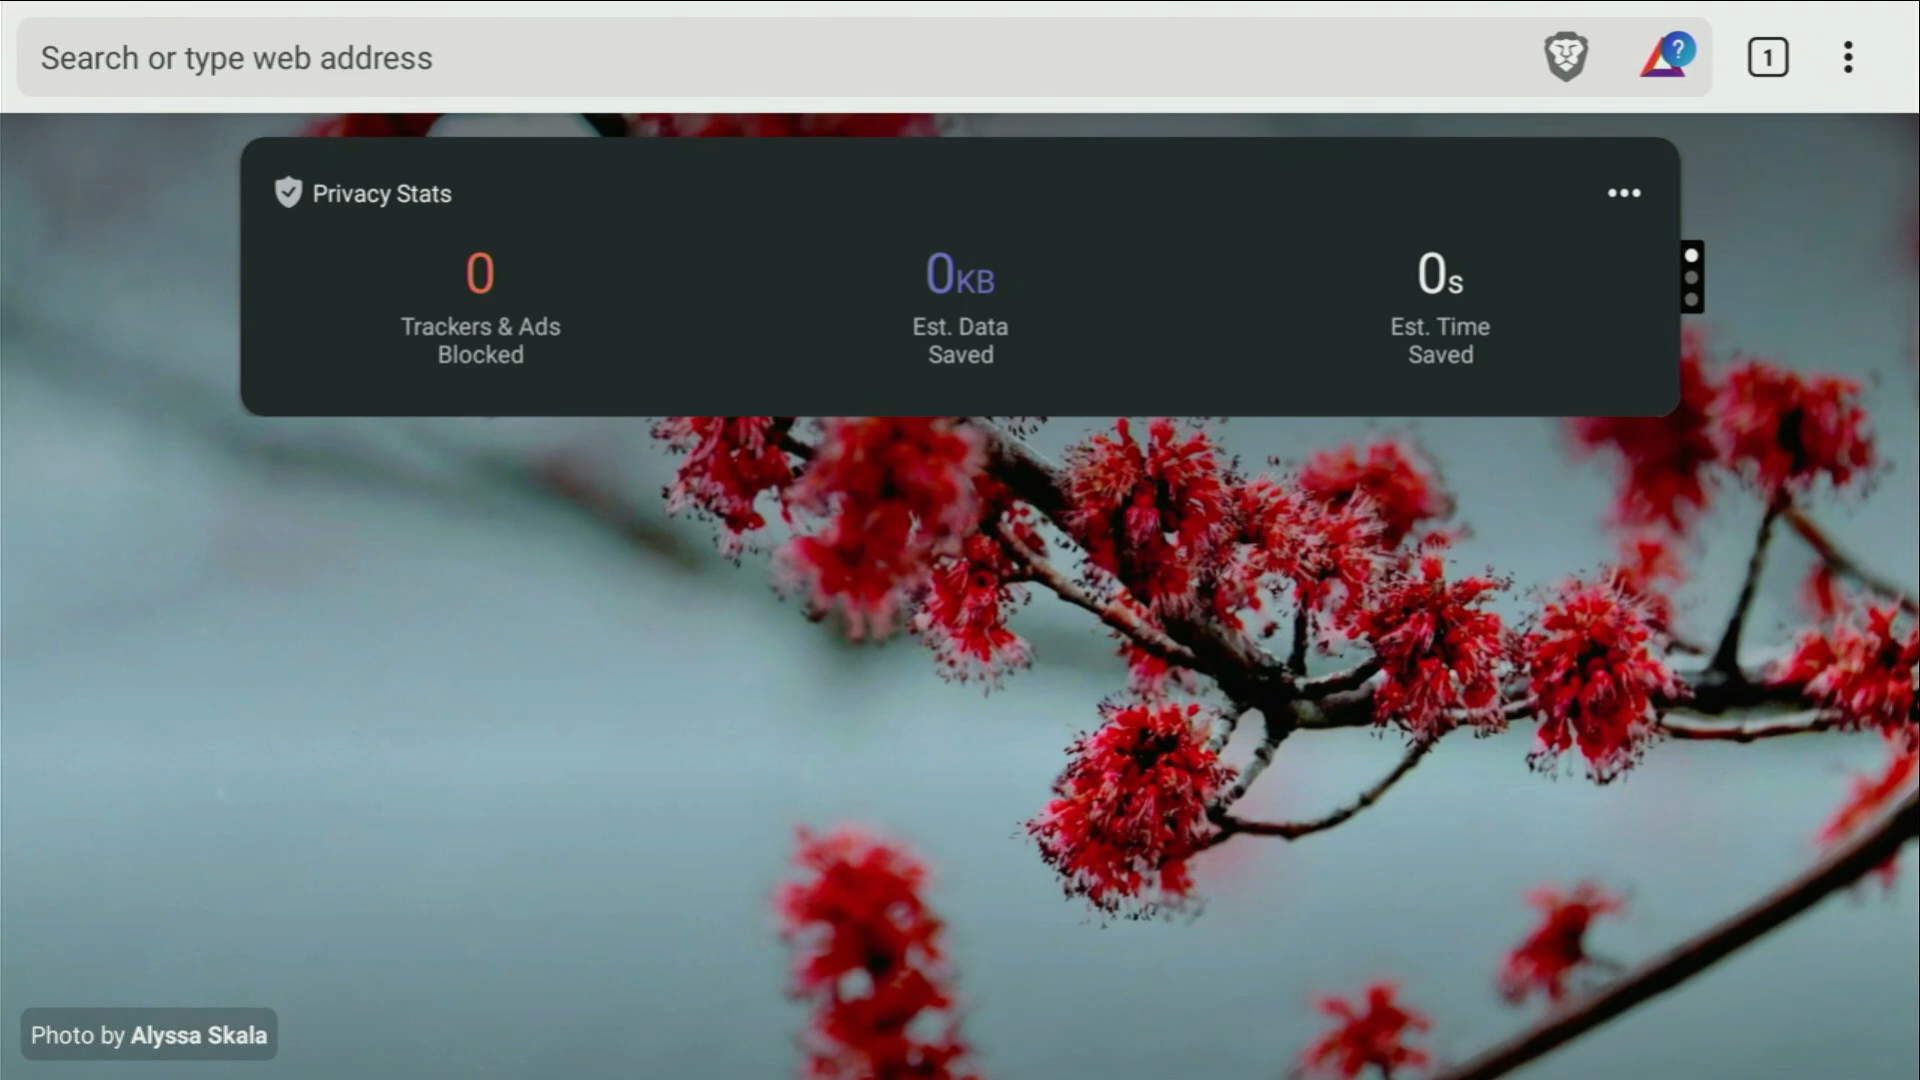 Search or type web address
?
1
Privacy Stats
0
Trackers & Ads
Blocked
0KB
Est. Data
Saved
0s
Est. Time
Saved
Photo by Alyssa Skala